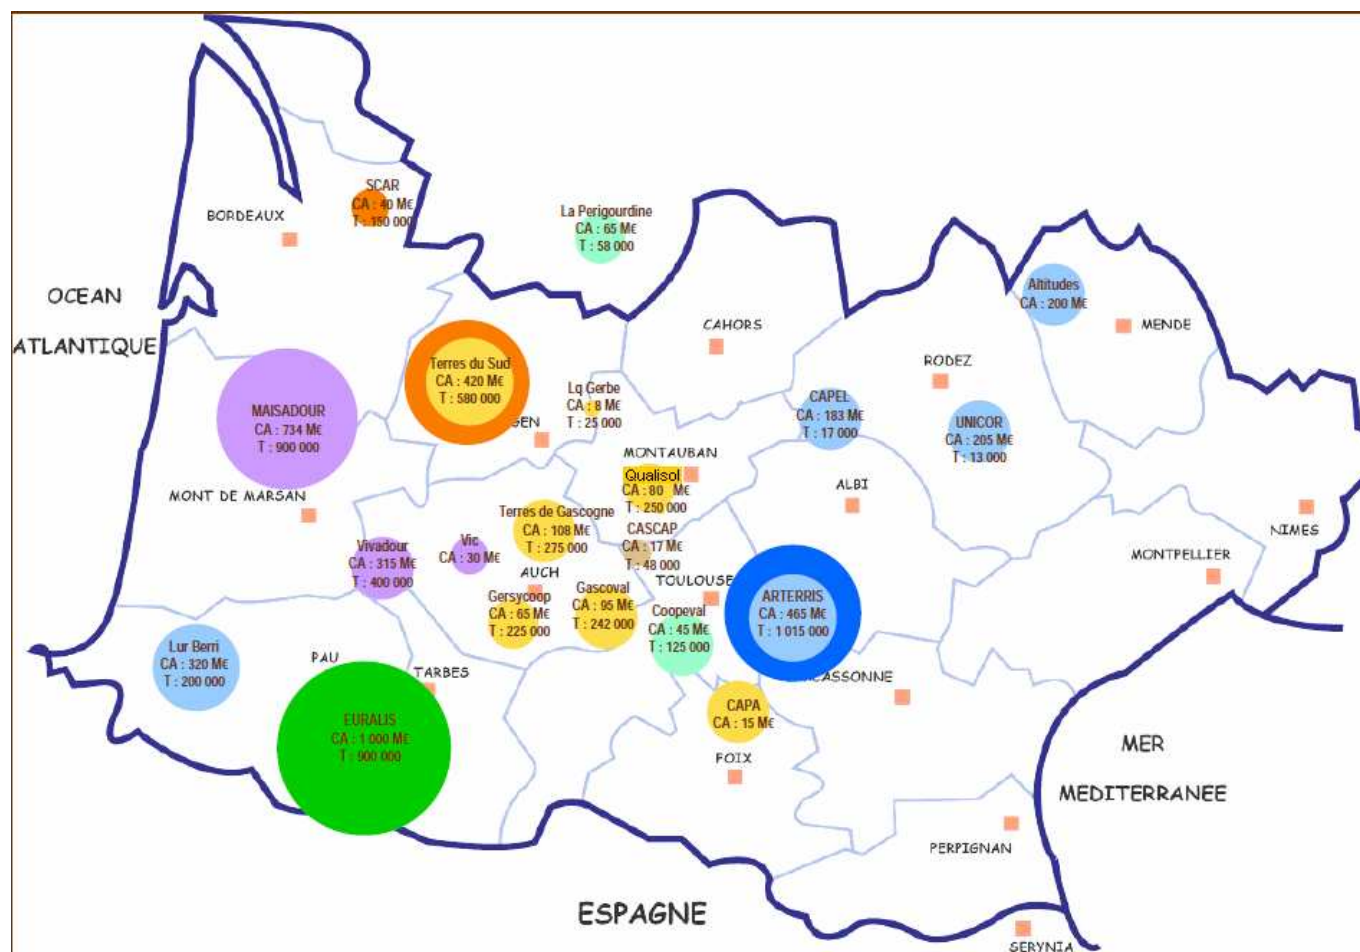 SCAR
CA : 40 M€
T : 150 000
BORDEAUX
La Perigourdine
CA : 65 M€
T : 58 000
OCEAN
ATLANTIQUE
Altitudes
CA : 200 M€
MENDE
CAHORS
RODEZ
Terres du Sud
CA : 420 M€
T : 580 000
GEN
Lq Gerbe
CA : 8 M€
T : 25 000
MAISADOUR
CA : 734 M€
T : 900 000
CAPEL
CA : 183 M€
T : 17 000
UNICOR
CA : 205 M€
T : 13 000
MONTAUBAN
Qualisol
CA : 80 M€
T : 250 000
ALBI
MONT DE MARSAN
Terres de Gascogne
CA : 108 M€
T : 275 000
CASCAP
CA : 17 M€
T : 48 000
NIMES
MONTPELLIER
Vivadour
CA : 315 M€
T : 400 000
Vic
CA : 30 M€
AUCH
TOULOUSE
Gersycoop
CA : 65 M€
T : 225 000
Gascoval
CA : 95 M€
T : 242 000
Coopeval
CA : 45 M€
T : 125 000
ARTERRIS
CA : 465 M€
T : 1 015 000
Lur Berri
CA : 320 M€
T : 200 000
PAU
TARBES
CASSONNE
CAPA
CA : 15 M€
FOIX
EURALIS
CA : 1 000 M€
T : 900 000
MER
MEDITERRANEE
PERPIGNAN
ESPAGNE
SERYNIA